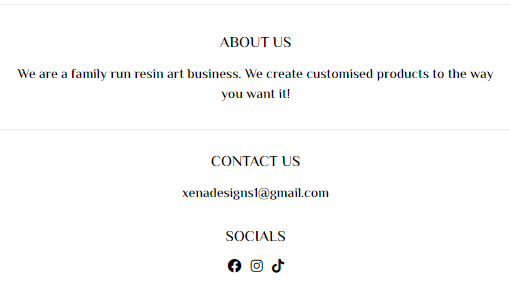 ABOUT US
We are a family run resin art business. We create customised products to the way
you want it!
CONTACT US
xenadesigns1@gmail.com
SOCIALS